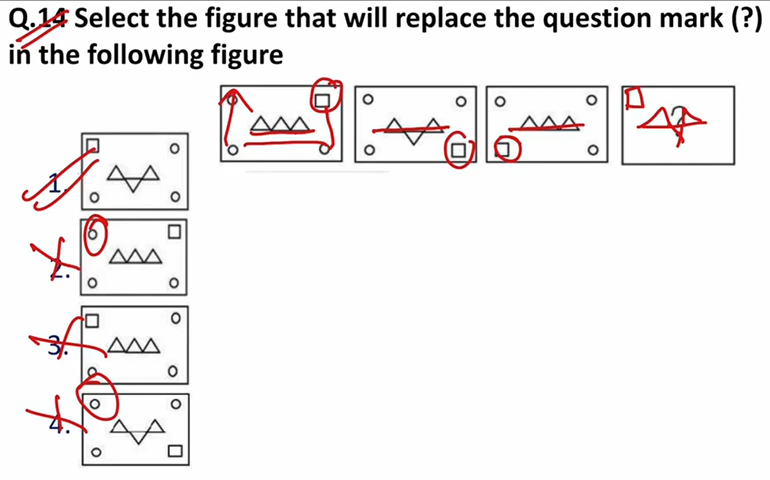 Q.14 Select the figure that will replace the question mark (?)
in the following figure
?
1.
2.
3.
4.